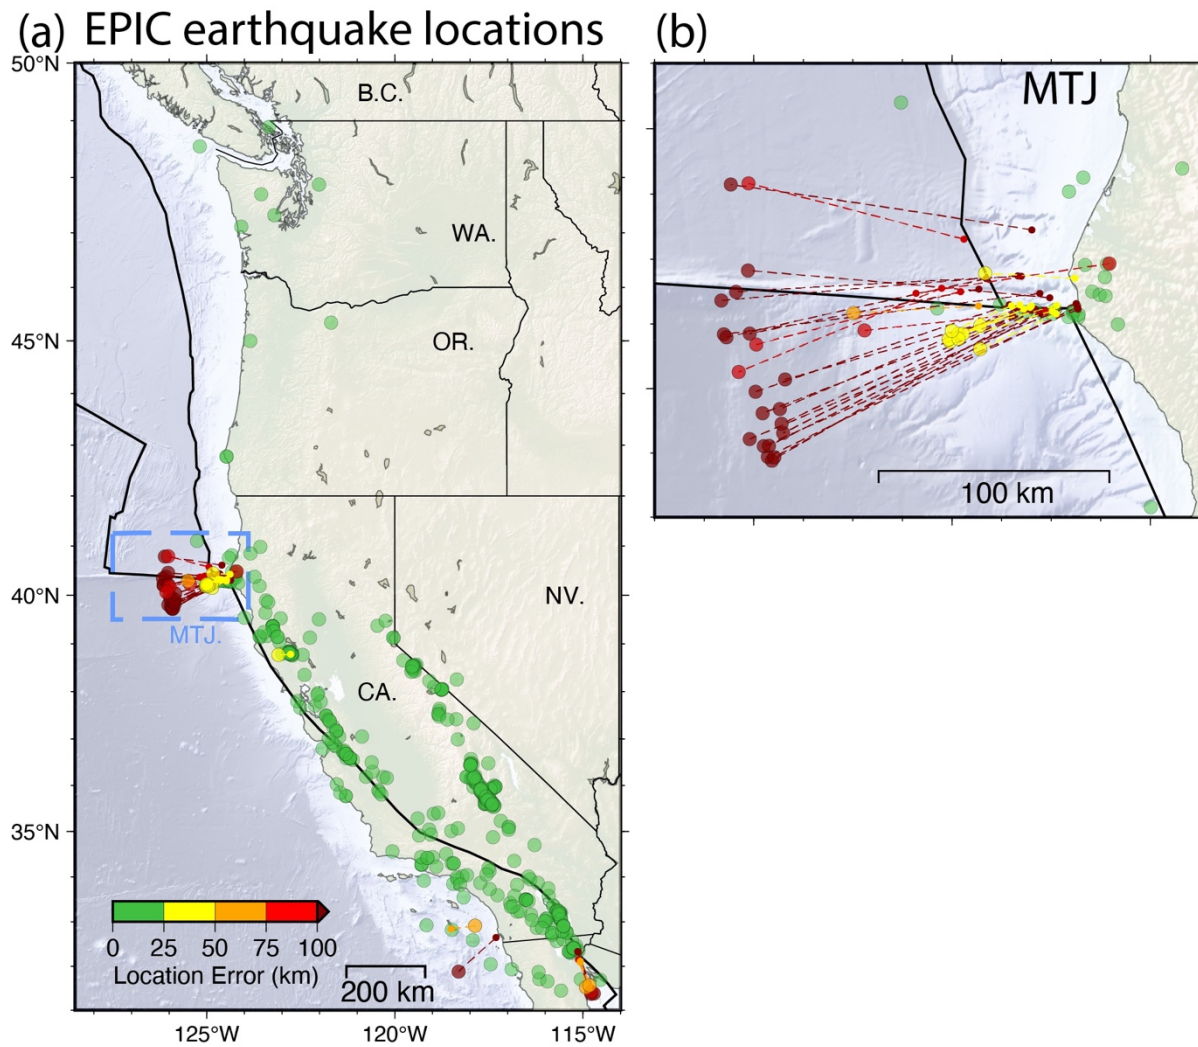 (a) EPIC earthquake locations
(b)
50°N
B.C.
MTJ
WA.
45°N
OR.
100 km
40°N
NV.
MTJ.
CA.
35°N
0 25 50 75 100
Location Error (km)
200 km
125°W 120°W 115°W